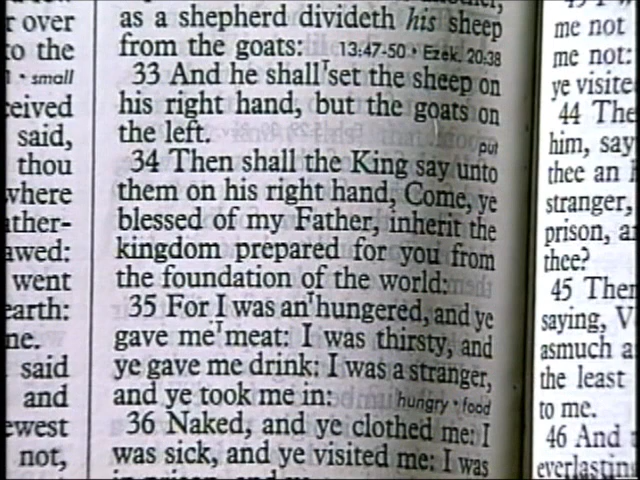 r over
to the
• small
ceived
said,
thou
where
ather-
awed:
went
earth:
ne.
said
and
ewest
not,
as a shepherd divideth his sheep
from the goats: 13:47-50 • Ezek. 20:38
33 And he shall ⸆set the sheep on
his right hand, but the goats on
the left. put
34 Then shall the King say unto
them on his right hand, Come, ye
blessed of my Father, inherit the
kingdom prepared for you from
the foundation of the world:
35 For I was an⸆hungered, and ye
gave me⸆meat: I was thirsty, and
ye gave me drink: I was a stranger,
and ye took me in: hungry • food
36 Naked, and ye clothed me: I
was sick, and ye visited me: I was
me not
me not:
ye visite
44 The
him, say
thee an
stranger,
prison, a
thee?
45 Ther
saying, V
asmuch a
the least
to me.
46 And
everlastin